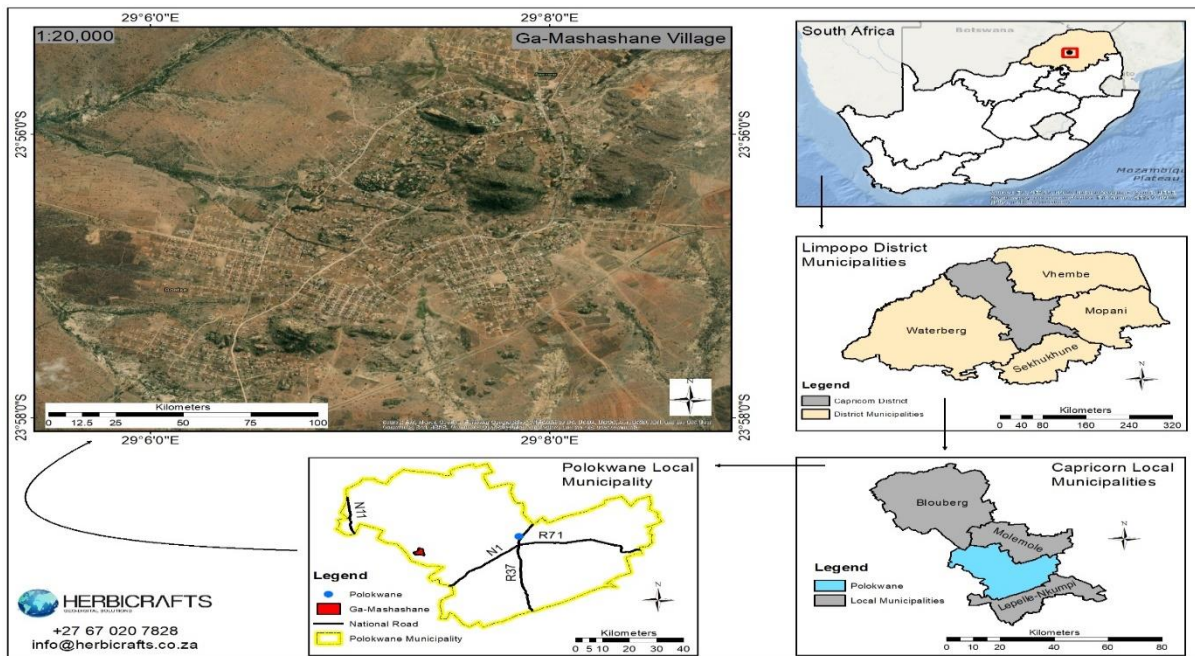 29°6'0"E
29°8'0"E
1:20,000
Ga-Mashashane Village
23°56'0"S
23°56'0"S
23°58'0"S
23°58'0"S
Kilometers
0 12.5 25 50 75 100
N
29°6'0"E
29°8'0"E
South Africa
Botswana
Mozambique
Plateau
Limpopo District
Municipalities
Vhembe
Mopani
Waterberg
Sekhukhune
N
Legend
Capricorn District
District Municipalities
Kilometers
0 40 80 160 240 320
Polokwane Local
Municipality
N11
N1
R71
R37
N
Legend
Polokwane
Ga-Mashashane
National Road
Polokwane Municipality
Kilometers
0 5 10 20 30 40
Capricorn Local
Municipalities
Blouberg
Molemole
Lepelle-Nkumpi
N
Legend
Polokwane
Local Municipalities
Kilometers
0 10 20 40 60 80
HERBICRAFTS
GEO-DIGITAL SOLUTIONS
+27 67 020 7828
info@herbicrafts.co.za